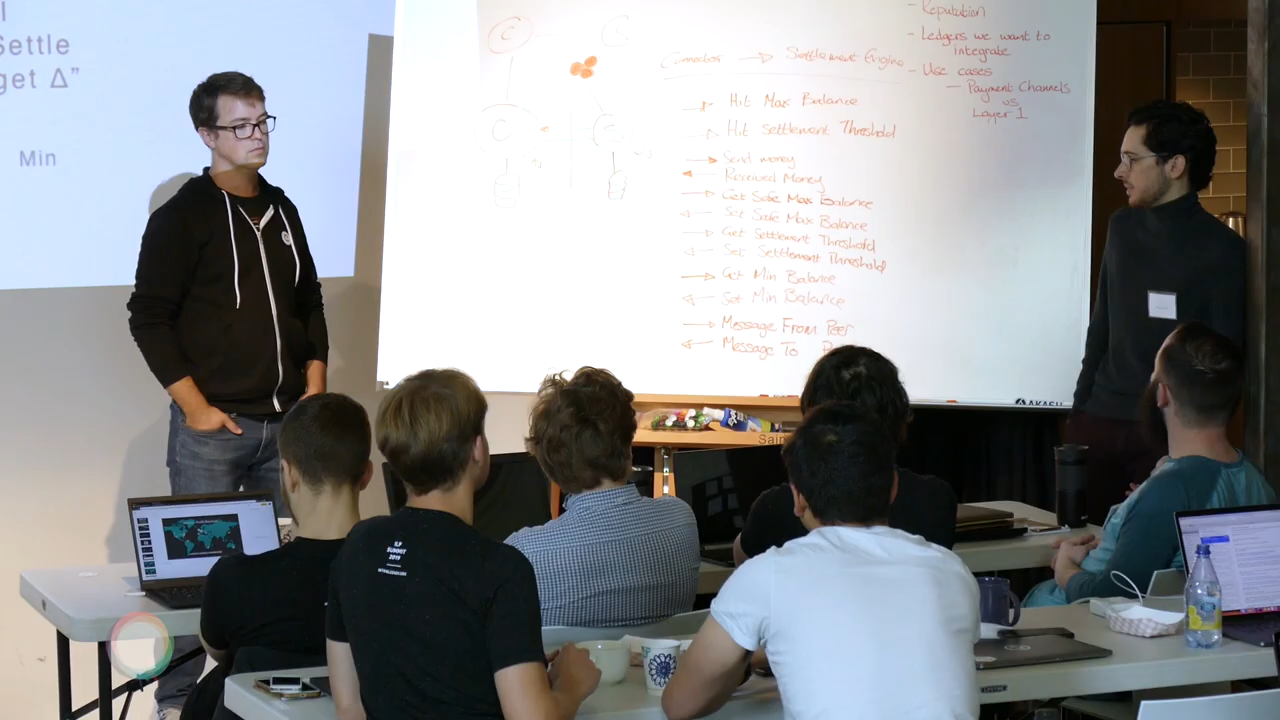 Settle
get Δ”
Min
C
C
C
Connector → Settlement Engine
Hit Max Balance
Hit Settlement Threshold
Send money
Received Money
Get Safe Max Balance
Set Safe Max Balance
Get Settlement Threshold
Set Settlement Threshold
Get Min Balance
Set Min Balance
Message From Peer
Message To
- Reputation
- Ledgers we want to
integrate
- Use cases
- Payment Channels
vs
Layer 1
ILP
SUMMIT
2019